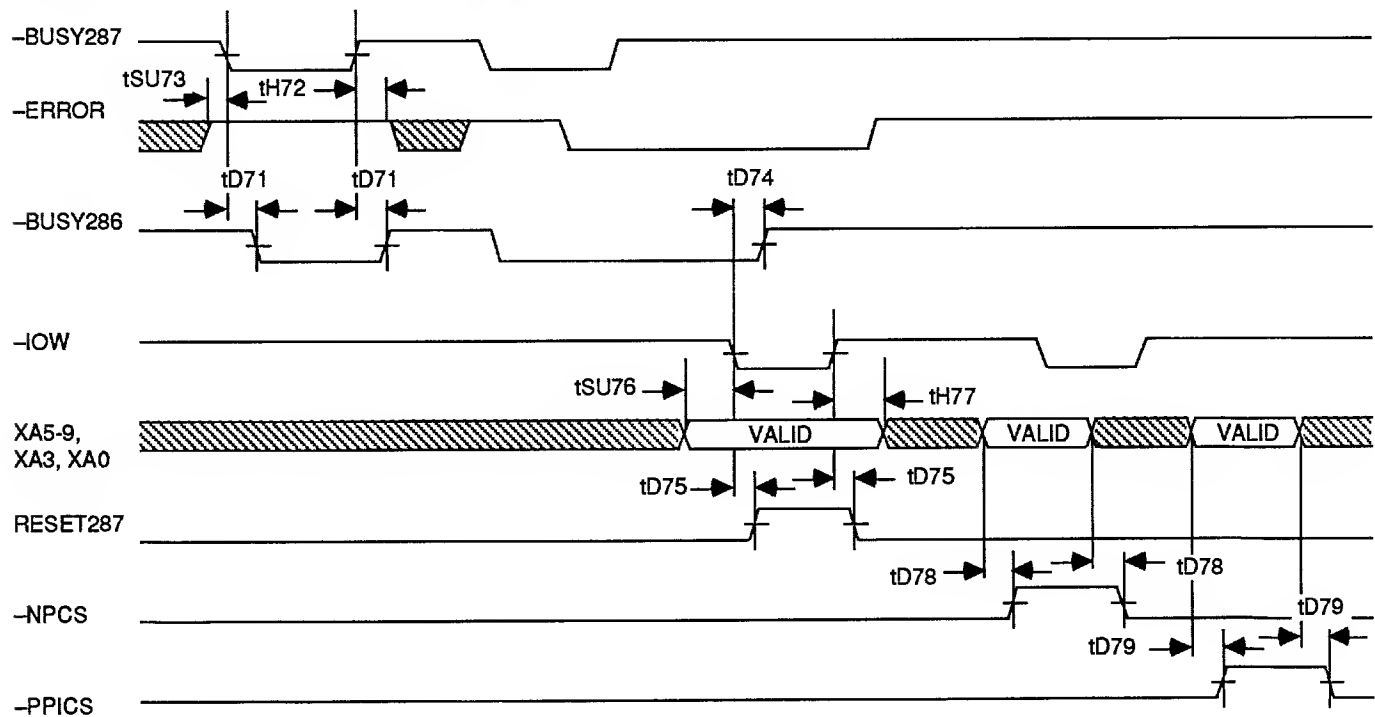 –BUSY287
tSU73
tH72
–ERROR
tD71
tD71
tD74
–BUSY286
–IOW
tSU76
tH77
XA5-9,
XA3, XA0
VALID
VALID
VALID
tD75
tD75
RESET287
tD78
tD78
–NPCS
tD79
tD79
–PPICS